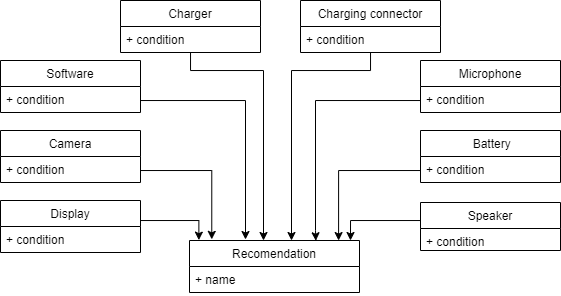 Charger
+ condition
Charging connector
+ condition
Software
+ condition
Microphone
+ condition
Camera
+ condition
Battery
+ condition
Display
+ condition
Speaker
+ condition
Recomendation
+ name